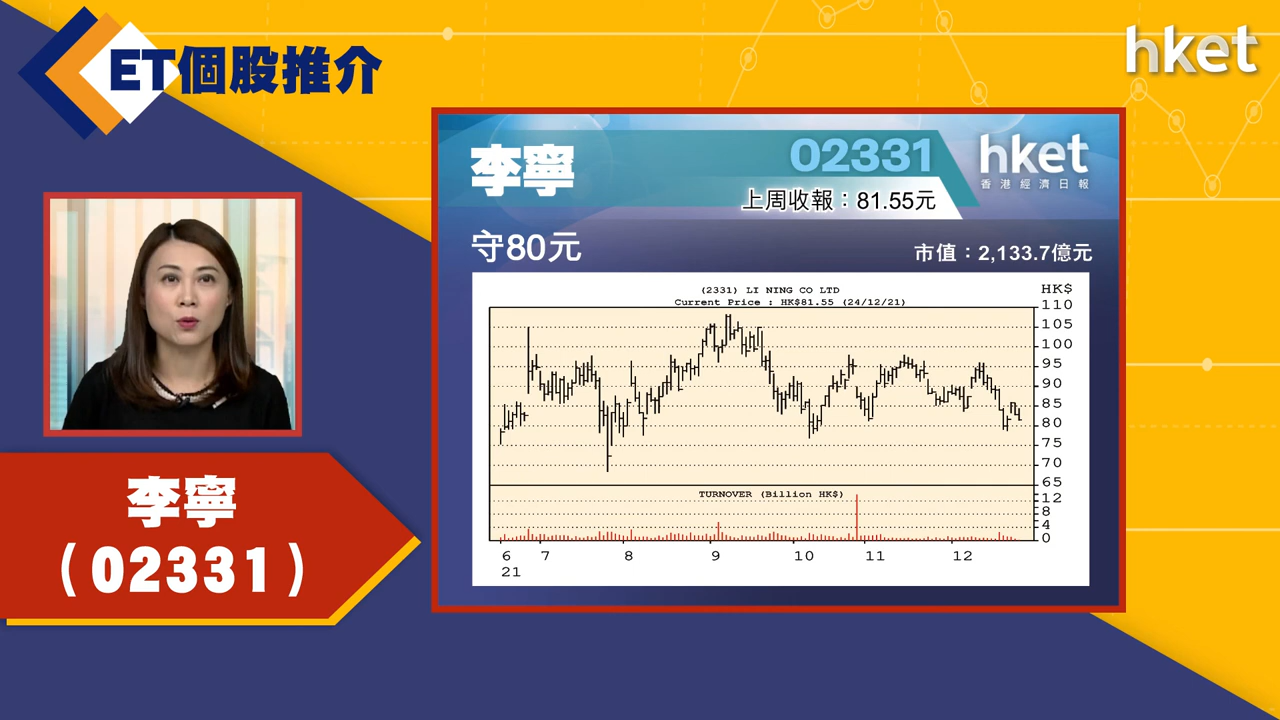 ET個股推介
hket
李寧
02331
hket
香港經濟日報
上周收報：81.55元
守80元
市值：2,133.7億元
(2331) LI NING CO LTD
Current Price : HK$81.55 (24/12/21)
HK$
110
105
100
95
90
85
80
75
70
65
TURNOVER (Billion HK$)
12
8
4
0
6 7 8 9 10 11 12
21
李寧
（02331）